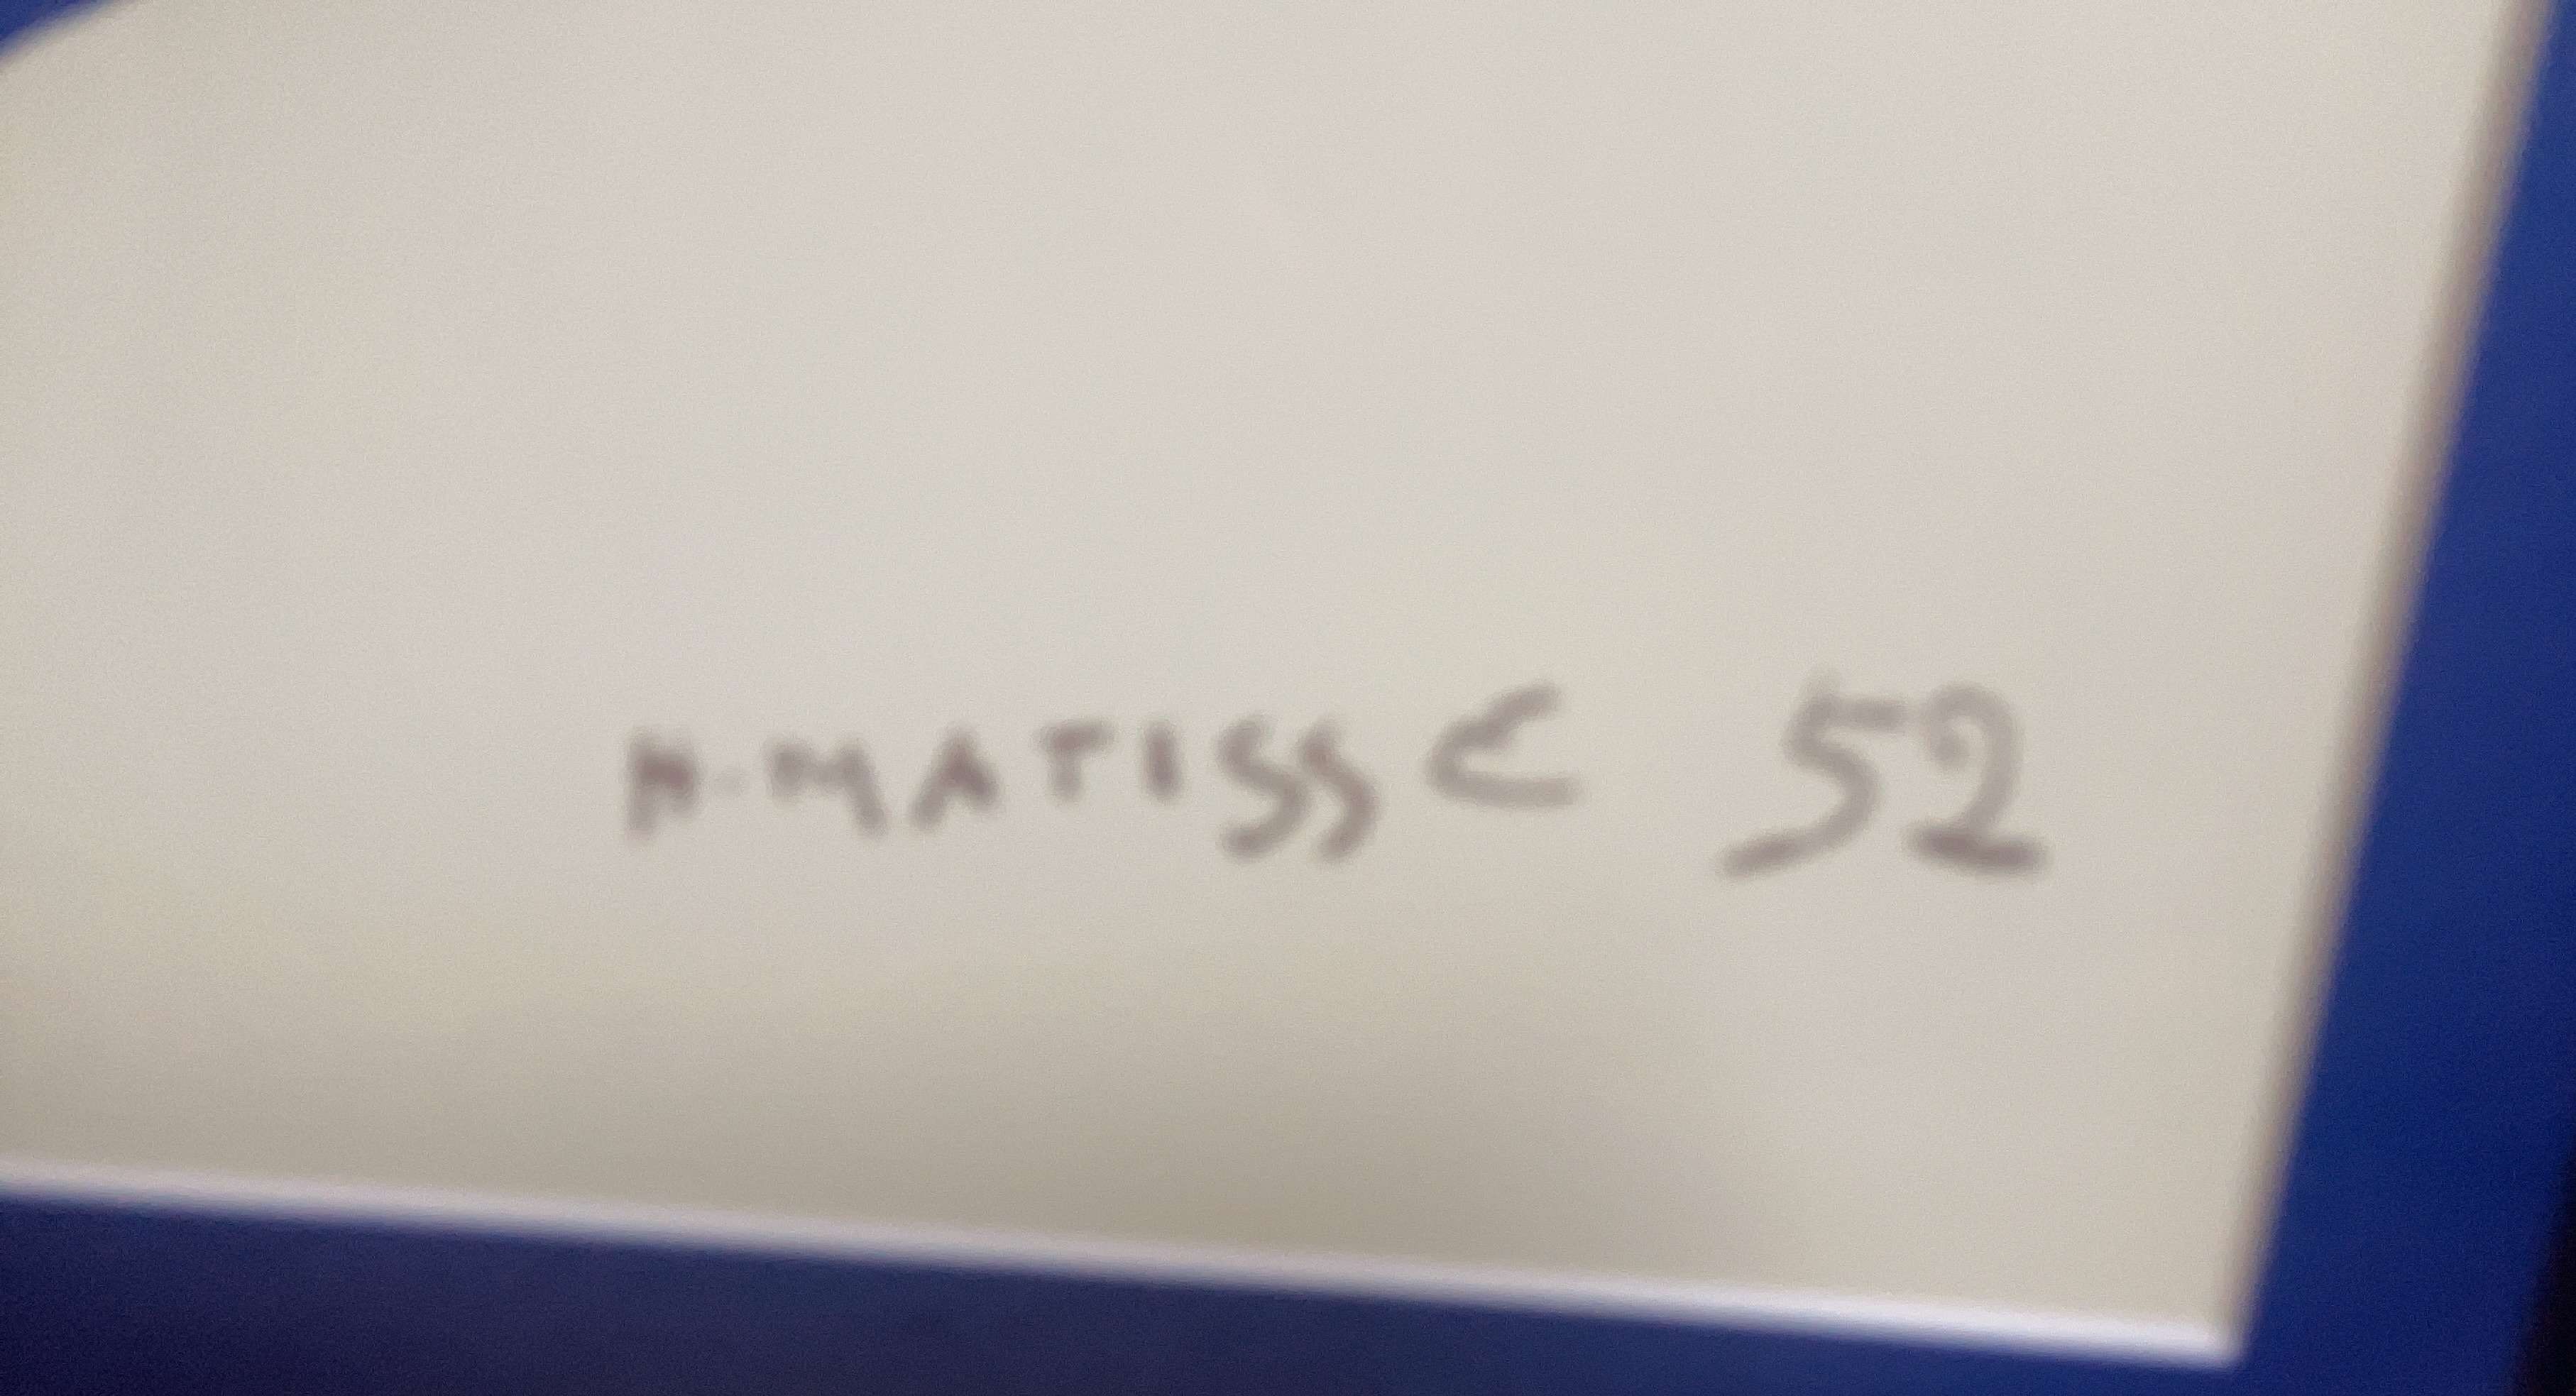 H. MATISSE 52